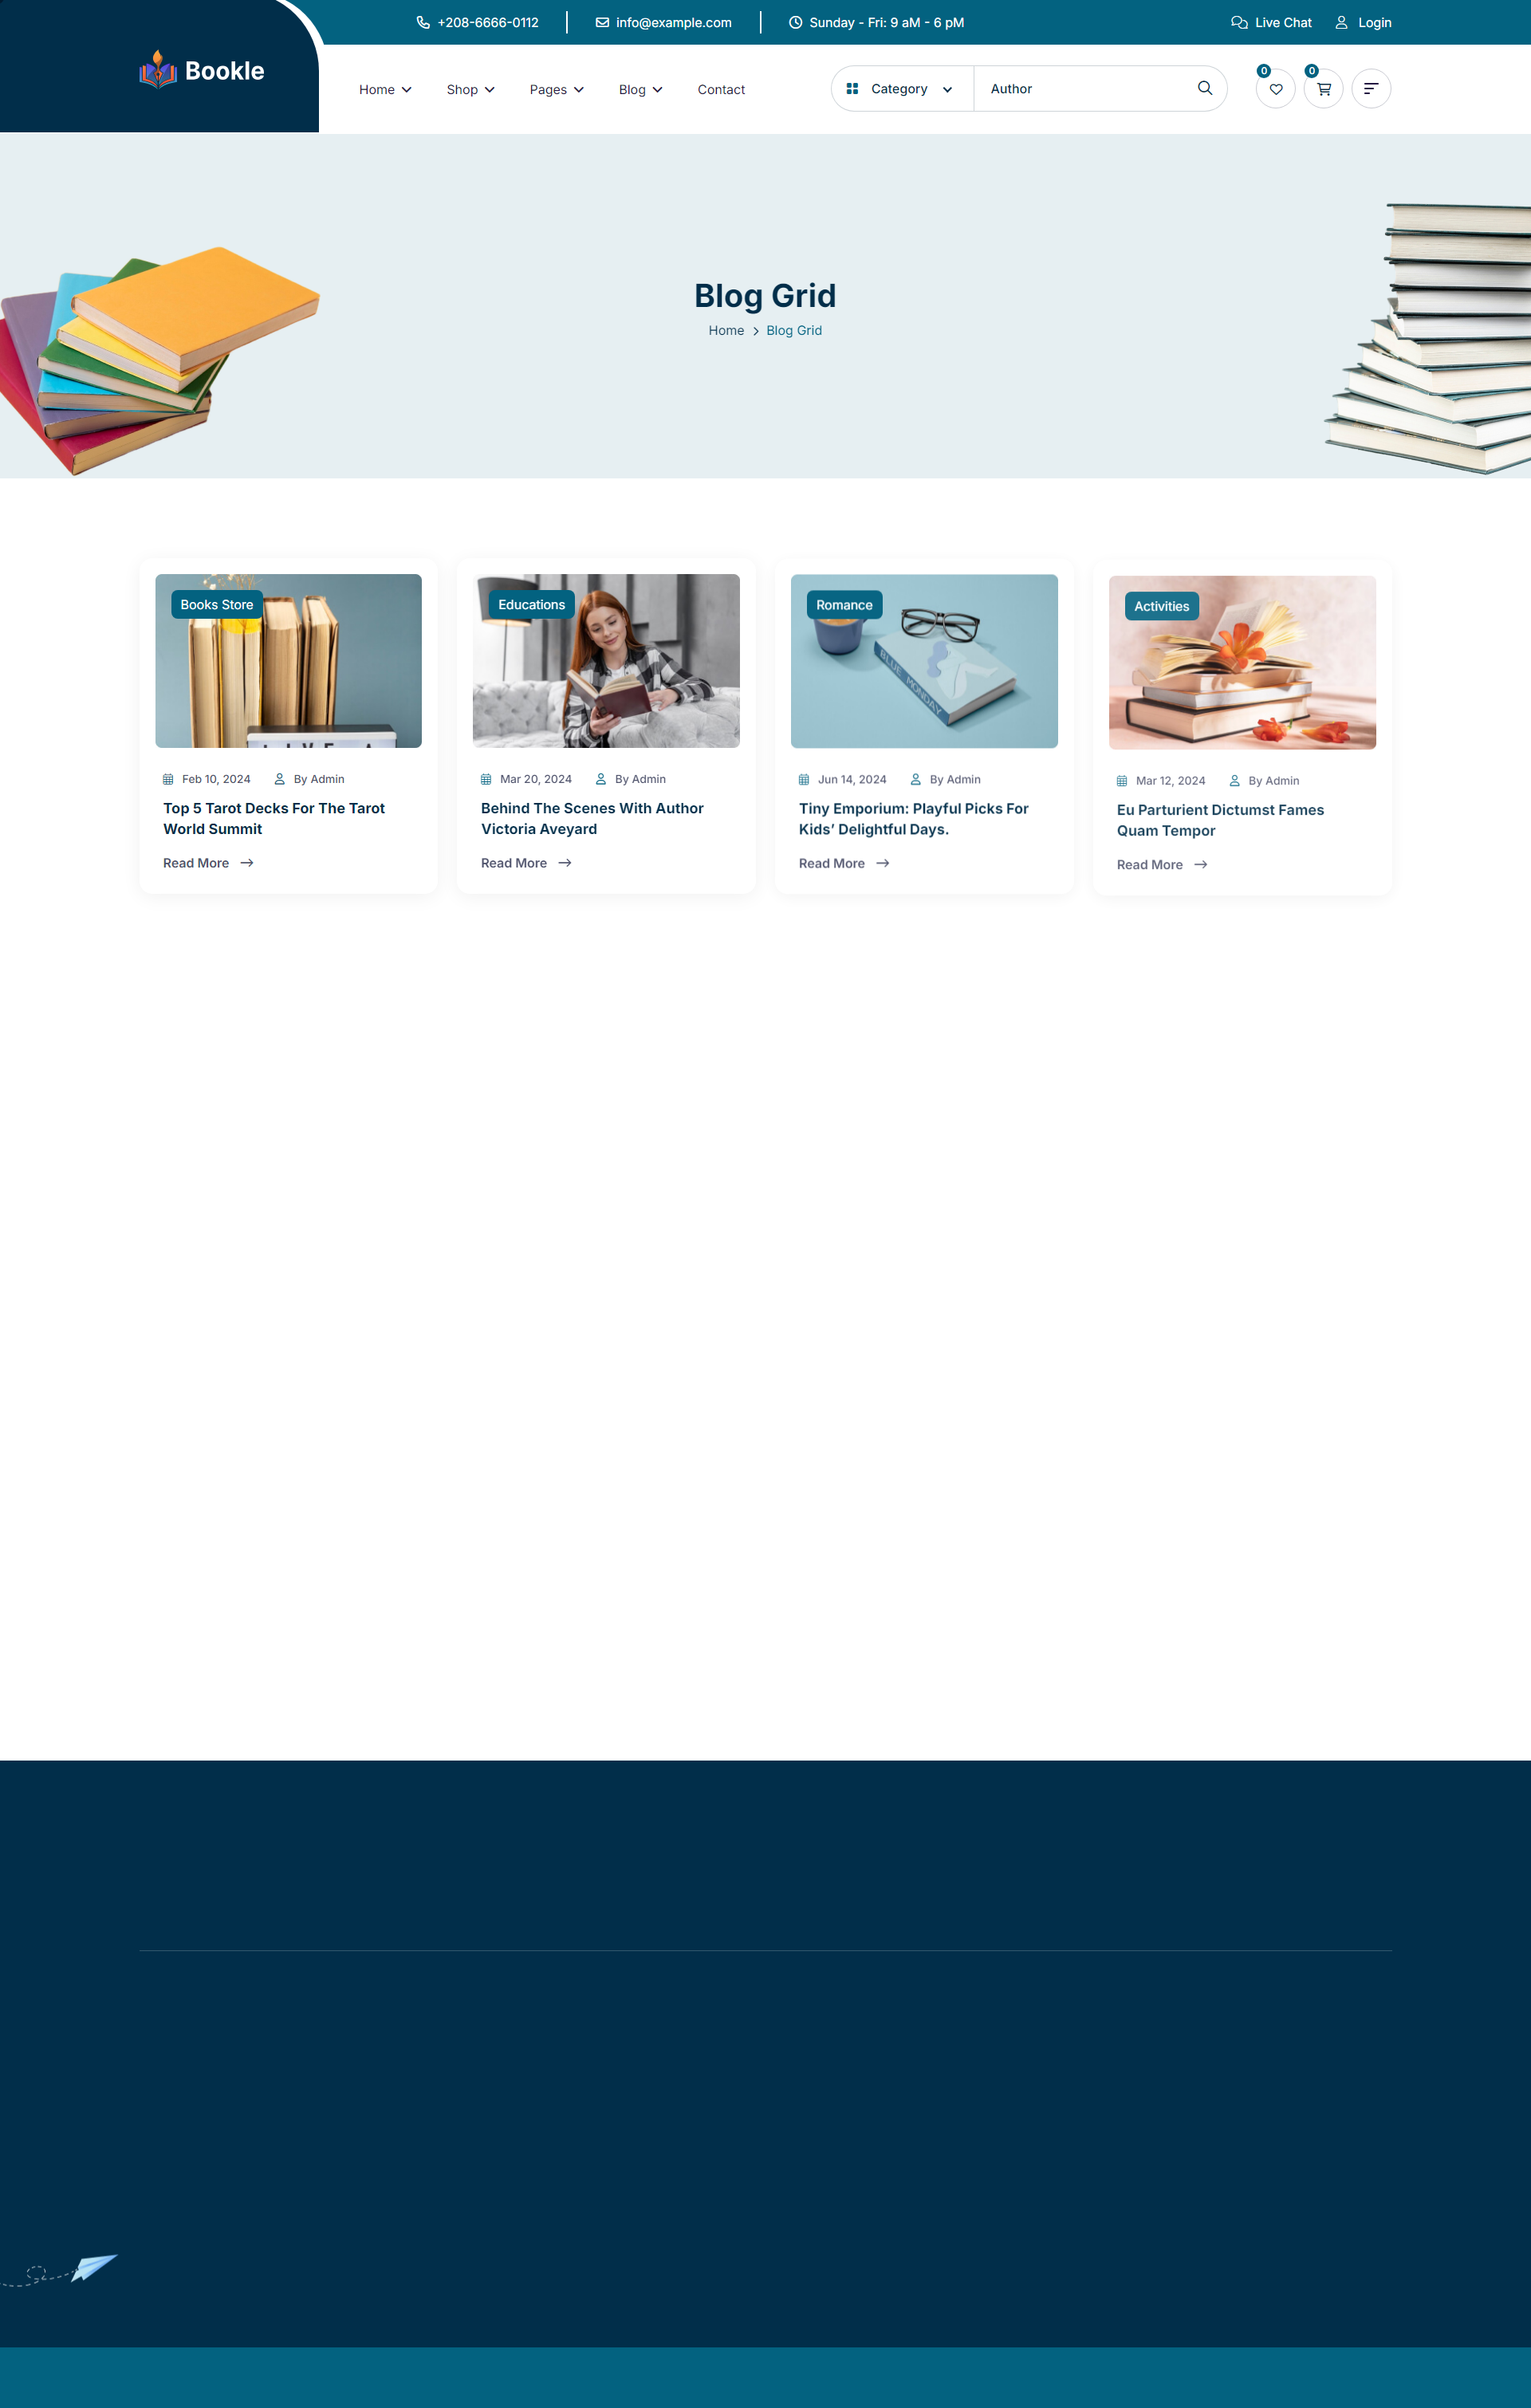 +208-6666-0112
info@example.com
Sunday - Fri: 9 aM - 6 pM
Live Chat
Login
Bookle
Home
Shop
Pages
Blog
Contact
Category
Author
0
0
Blog Grid
Home
Blog Grid
Books Store
Educations
Romance
Activities
BLUE MONDAY
Feb 10, 2024
By Admin
Top 5 Tarot Decks For The Tarot
World Summit
Read More
Mar 20, 2024
By Admin
Behind The Scenes With Author
Victoria Aveyard
Read More
Jun 14, 2024
By Admin
Tiny Emporium: Playful Picks For
Kids’ Delightful Days.
Read More
Mar 12, 2024
By Admin
Eu Parturient Dictumst Fames
Quam Tempor
Read More